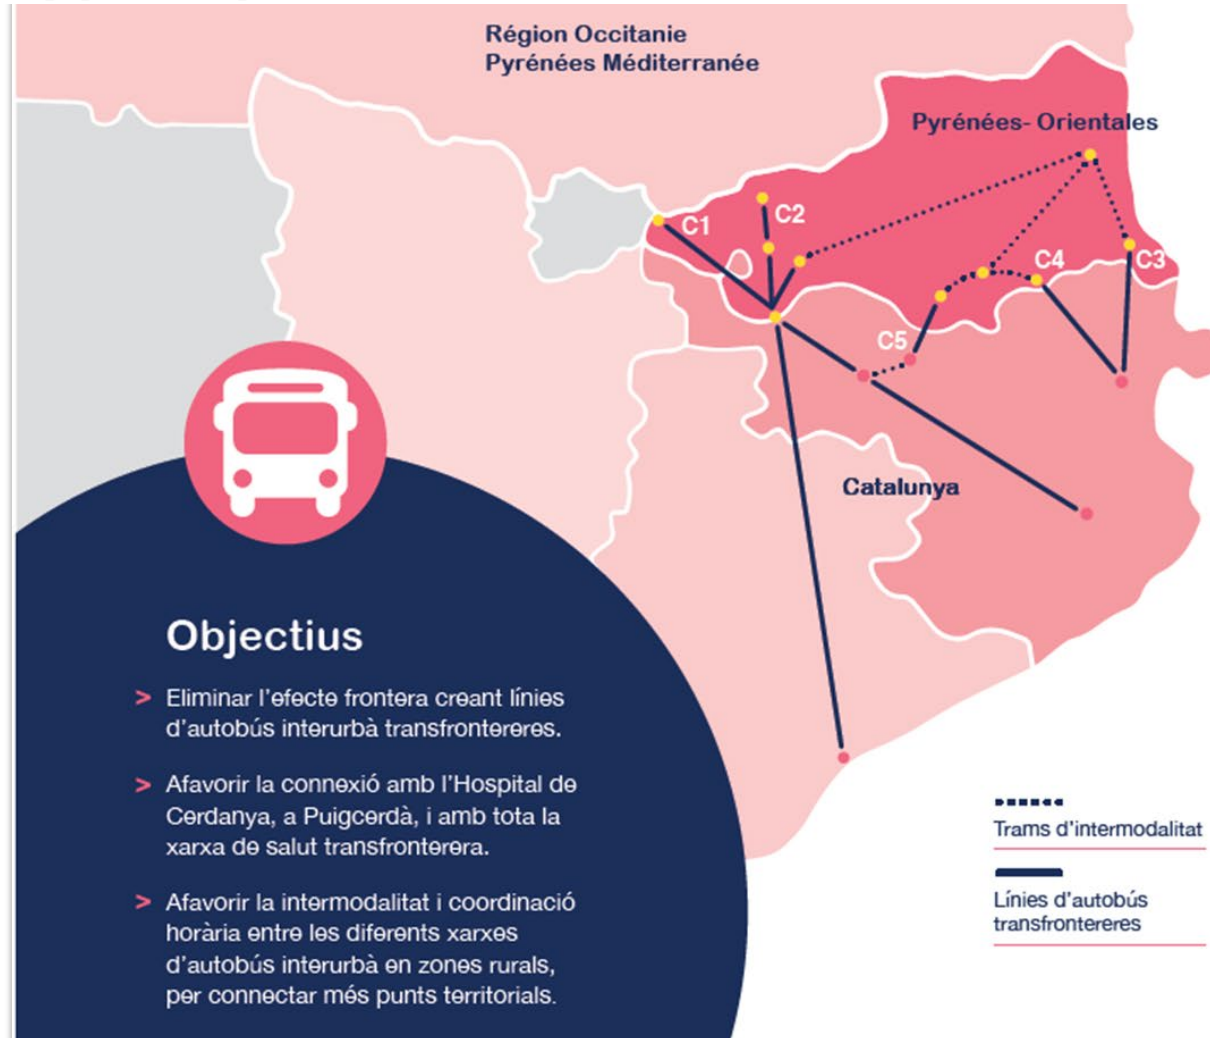 Région Occitanie
Pyrénées Méditerranée
Pyrénées- Orientales
C1
C2
C3
C4
C5
Catalunya
Objectius
> Eliminar l'efecte frontera creant línies
d'autobús interurbà transfrontereres.
> Afavorir la connexió amb l'Hospital de
Cerdanya, a Puigcerdà, i amb tota la
xarxa de salut transfronterera.
> Afavorir la intermodalitat i coordinació
horària entre les diferents xarxes
d'autobús interurbà en zones rurals,
per connectar més punts territorials.
Trams d'intermodalitat
Línies d'autobús
transfrontereres